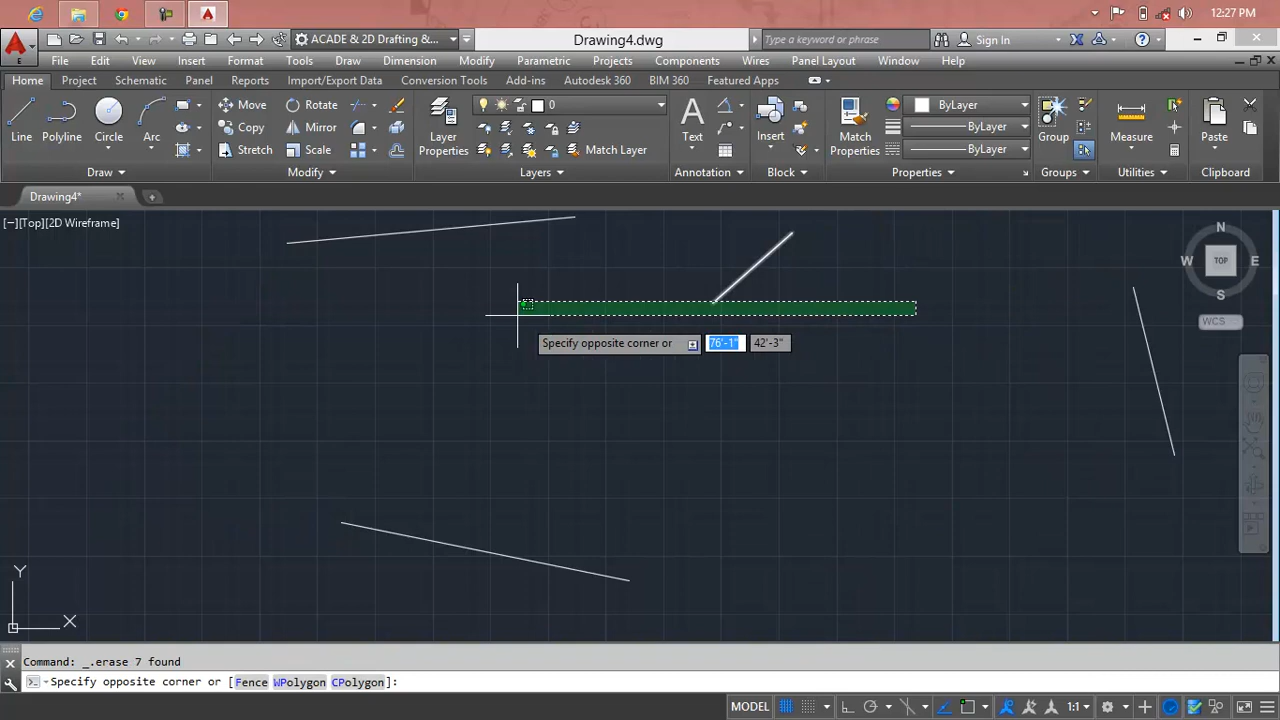 12:27 PM
ACADE & 2D Drafting &...
Drawing4.dwg
Type a keyword or phrase
Sign In
File Edit View Insert Format Tools Draw Dimension Modify Parametric Projects Components Wires Panel Layout Window Help
Home Project Schematic Panel Reports Import/Export Data Conversion Tools Add-ins Autodesk 360 BIM 360 Featured Apps
Line Polyline Circle Arc
Move Rotate
Copy Mirror
Stretch Scale
Layer Properties
0
Match Layer
Text
Insert
Match Properties
ByLayer
ByLayer
ByLayer
Group
Measure
Paste
Draw Modify Layers Annotation Block Properties Groups Utilities Clipboard
Drawing4*
[−][Top][2D Wireframe]
N
W TOP E
S
WCS
Specify opposite corner or 76'-1" 42'-3"
Y
X
Command: _.erase 7 found
Specify opposite corner or [Fence WPolygon CPolygon]:
MODEL 1:1